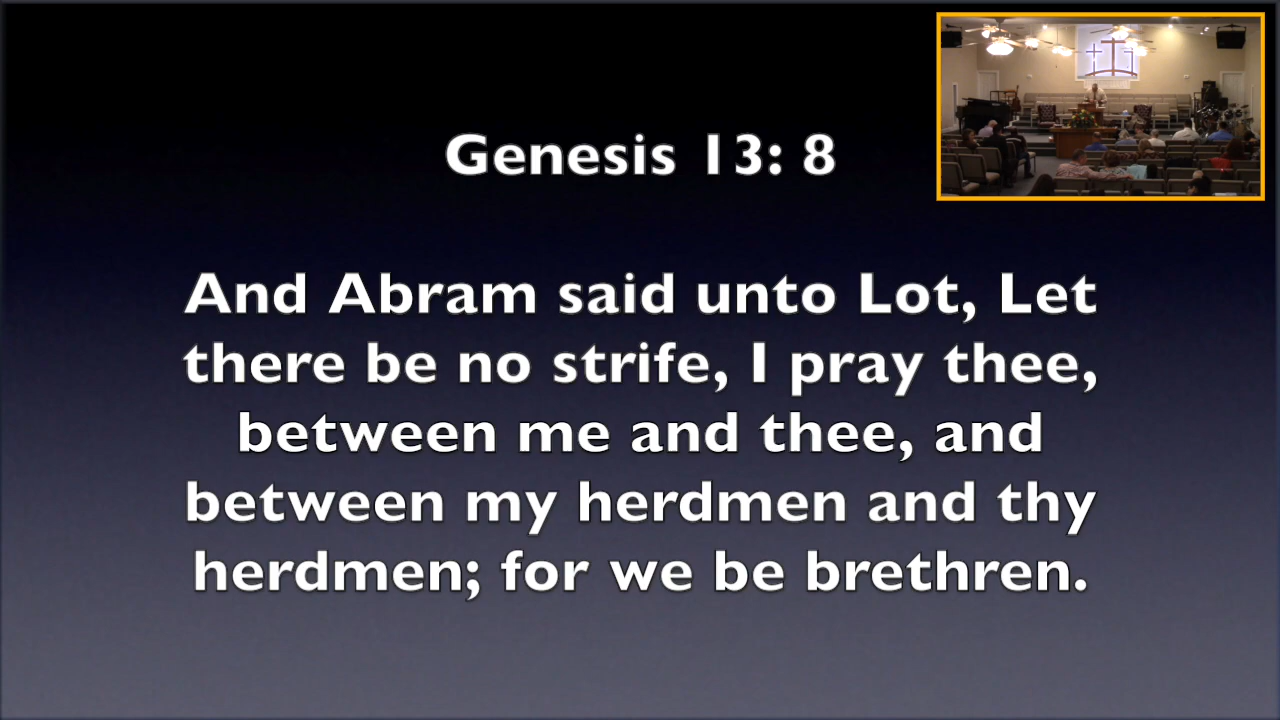 Genesis 13: 8
And Abram said unto Lot, Let
there be no strife, I pray thee,
between me and thee, and
between my herdmen and thy
herdmen; for we be brethren.